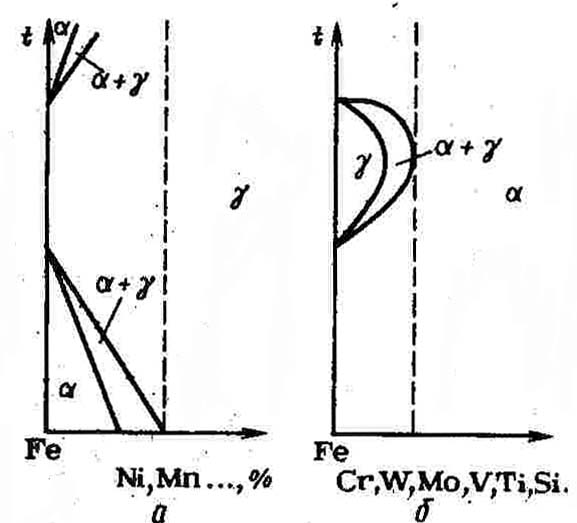 t
α
α + γ
γ
α + γ
α
Fe
Ni, Mn ..., %
а
t
γ
α + γ
α
Fe
Cr,W,Mo,V,Ti,Si.
б